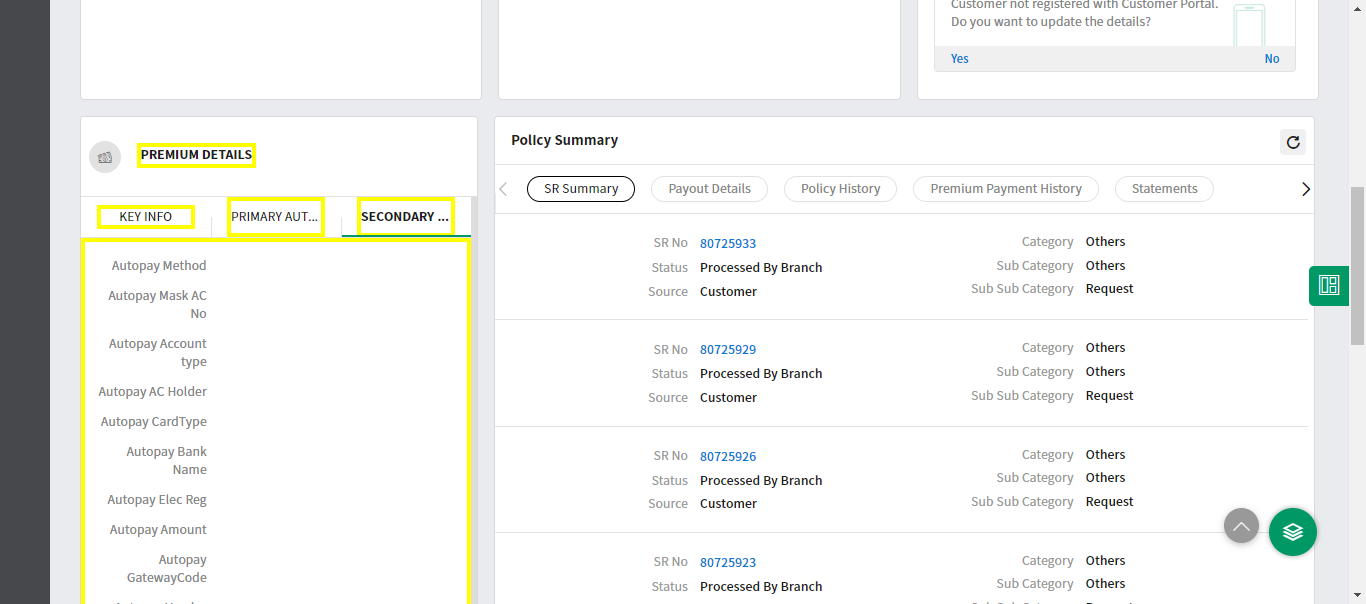 Customer not registered with Customer Portal.
Do you want to update the details?
Yes No
PREMIUM DETAILS
KEY INFO PRIMARY AUT... SECONDARY ...
Autopay Method
Autopay Mask AC
No
Autopay Account
type
Autopay AC Holder
Autopay CardType
Autopay Bank
Name
Autopay Elec Reg
Autopay Amount
Autopay
GatewayCode
Policy Summary
SR Summary Payout Details Policy History Premium Payment History Statements
SR No 80725933 Category Others
Status Processed By Branch Sub Category Others
Source Customer Sub Sub Category Request
SR No 80725929 Category Others
Status Processed By Branch Sub Category Others
Source Customer Sub Sub Category Request
SR No 80725926 Category Others
Status Processed By Branch Sub Category Others
Source Customer Sub Sub Category Request
SR No 80725923 Category Others
Status Processed By Branch Sub Category Others